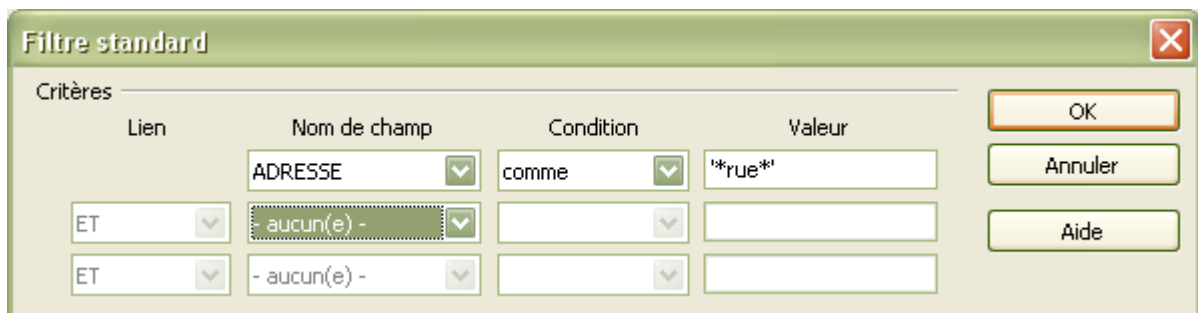 Filtre standard
Critères
Lien Nom de champ Condition Valeur
ADRESSE comme '*rue*'
ET - aucun(e) -
ET - aucun(e) -
OK
Annuler
Aide